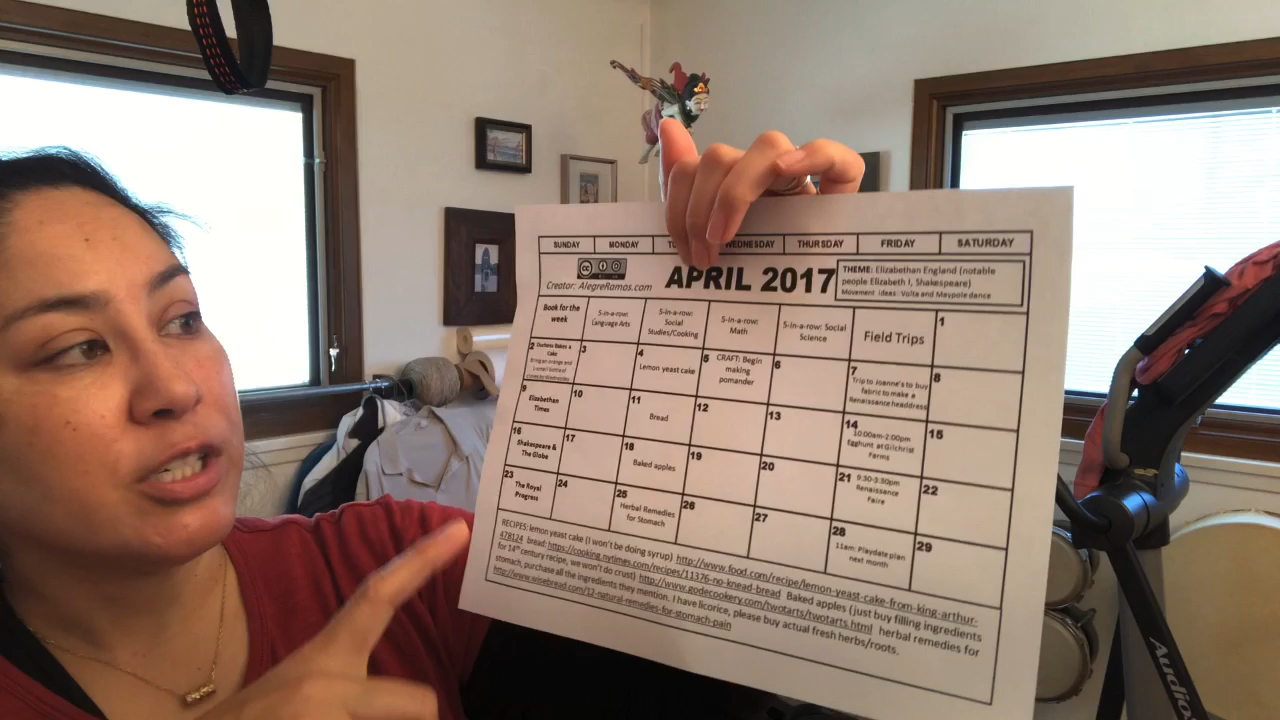 SUNDAY MONDAY WEDNESDAY THURSDAY FRIDAY SATURDAY
cc
Creator: AlegreRamos.com
APRIL 2017
THEME: Elizabethan England (notable
people Elizabeth I, Shakespeare)
Movement Ideas: Volta and Maypole dance
Book for the
week
5-in-a-row:
Language Arts
5-in-a-row:
Social
Studies/Cooking
5-in-a-row:
Math
5-in-a-row: Social
Science
Field Trips
1
2 Duchess Bakes a
Cake
Bring an orange and
3
4
Lemon yeast cake
5 CRAFT: Begin
making
pomander
6
7
Trip to Joanne's to buy
fabric to make a
Renaissance headdress
8
9
Elizabethan
Times
10
11
Bread
12
13
14
10:00am-2:00pm
Egghunt at Gilchrist
Farms
15
16
Shakespeare &
The Globe
17
18
Baked apples
19
20
21 9:30-3:30pm
Renaissance
Faire
22
23
The Royal
Progress
24
25
Herbal Remedies
for Stomach
26
27
28
11am: Playdate plan
next month
29
RECIPES: lemon yeast cake (I won't be doing syrup) http://www.food.com/recipe/lemon-yeast-cake-from-king-arthur-
478124 bread: https://cooking.nytimes.com/recipes/11376-no-knead-bread Baked apples (just buy filling ingredients
for 14th century recipe, we won't do crust) http://www.godecookery.com/twotarts/twotarts.html herbal remedies for
stomach, purchase all the ingredients they mention. I have licorice, please buy actual fresh herbs/roots.
http://www.wisebread.com/12-natural-remedies-for-stomach-pain
Audio